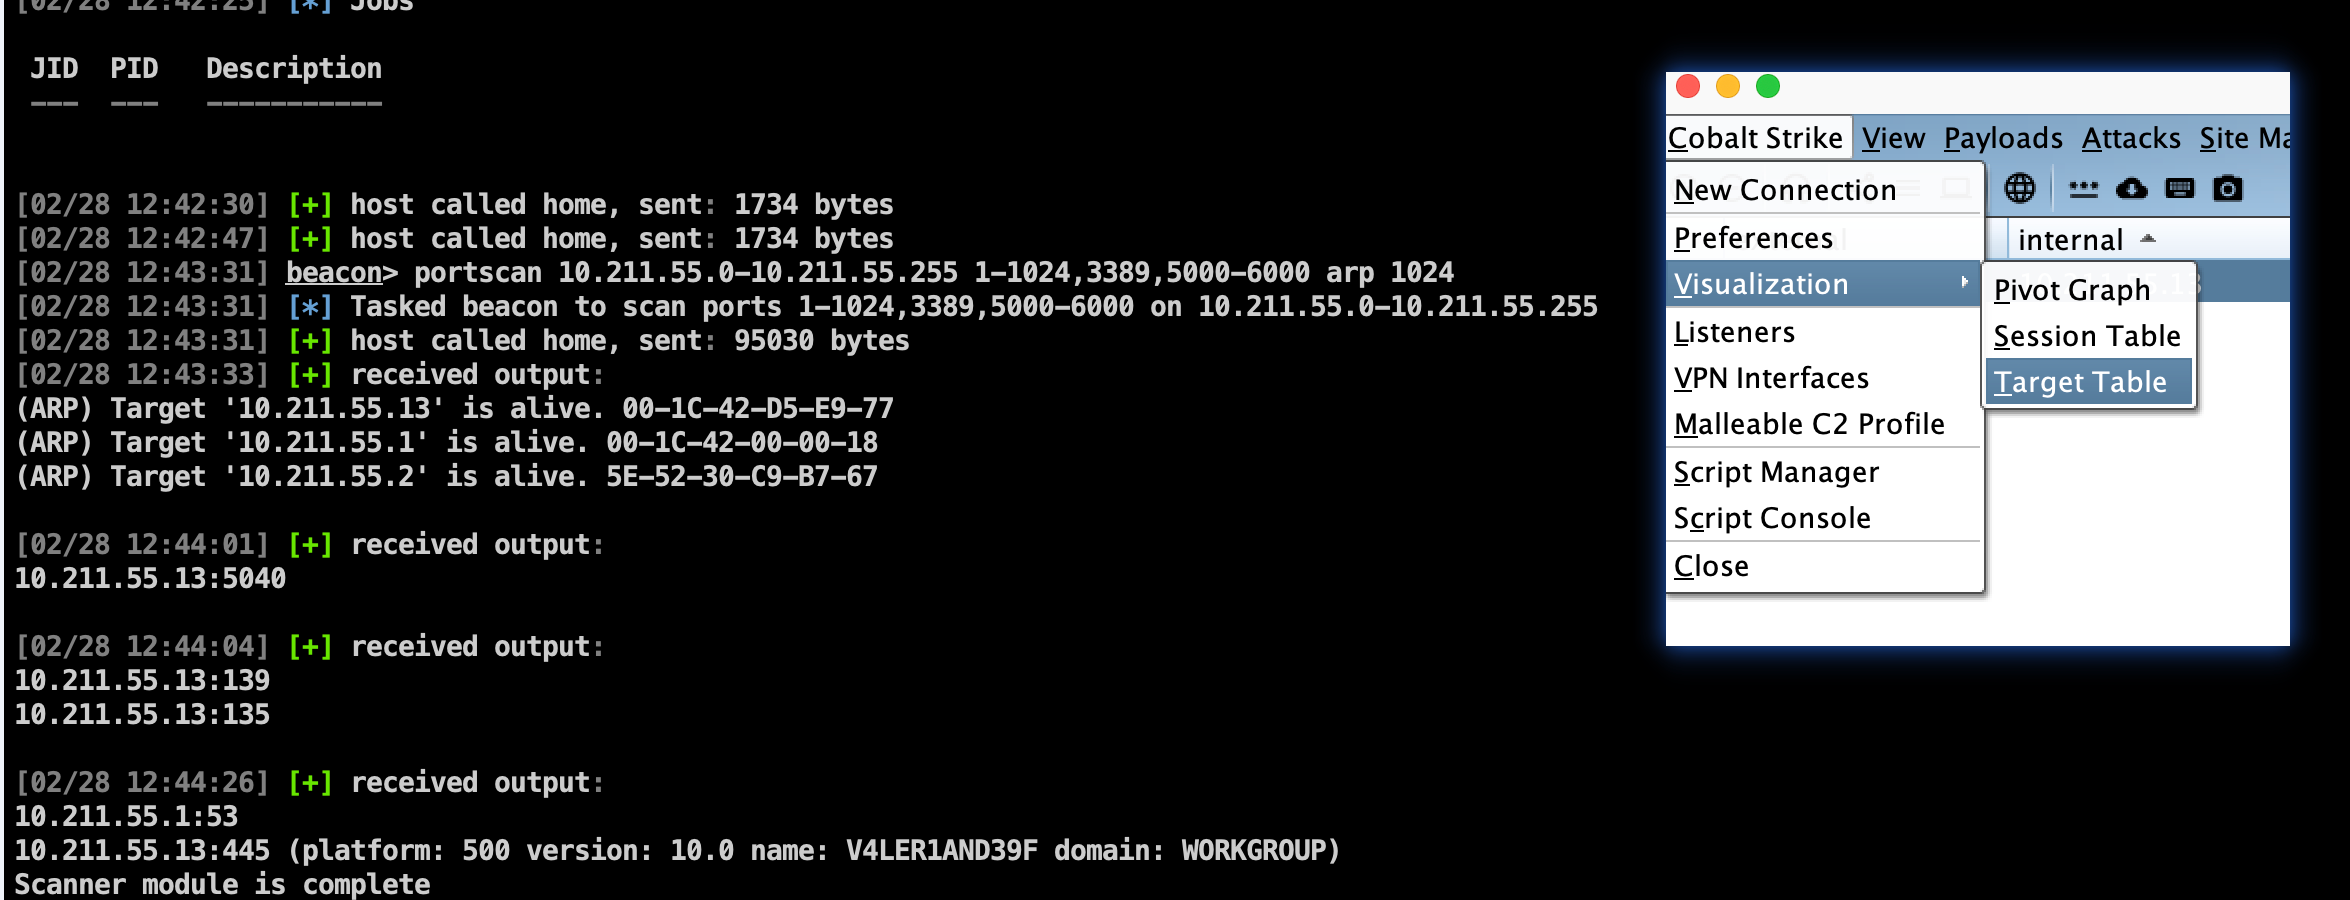 [02/28 12:42:25] [*] Jobs
JID PID Description
--- --- -----------
[02/28 12:42:30] [+] host called home, sent: 1734 bytes
[02/28 12:42:47] [+] host called home, sent: 1734 bytes
[02/28 12:43:31] beacon> portscan 10.211.55.0-10.211.55.255 1-1024,3389,5000-6000 arp 1024
[02/28 12:43:31] [*] Tasked beacon to scan ports 1-1024,3389,5000-6000 on 10.211.55.0-10.211.55.255
[02/28 12:43:31] [+] host called home, sent: 95030 bytes
[02/28 12:43:33] [+] received output:
(ARP) Target '10.211.55.13' is alive. 00-1C-42-D5-E9-77
(ARP) Target '10.211.55.1' is alive. 00-1C-42-00-00-18
(ARP) Target '10.211.55.2' is alive. 5E-52-30-C9-B7-67
[02/28 12:44:01] [+] received output:
10.211.55.13:5040
[02/28 12:44:04] [+] received output:
10.211.55.13:139
10.211.55.13:135
[02/28 12:44:26] [+] received output:
10.211.55.1:53
10.211.55.13:445 (platform: 500 version: 10.0 name: V4LER1AND39F domain: WORKGROUP)
Scanner module is complete
Cobalt Strike View Payloads Attacks Site Ma
New Connection
Preferences
Visualization
Listeners
VPN Interfaces
Malleable C2 Profile
Script Manager
Script Console
Close
internal
Pivot Graph
Session Table
Target Table